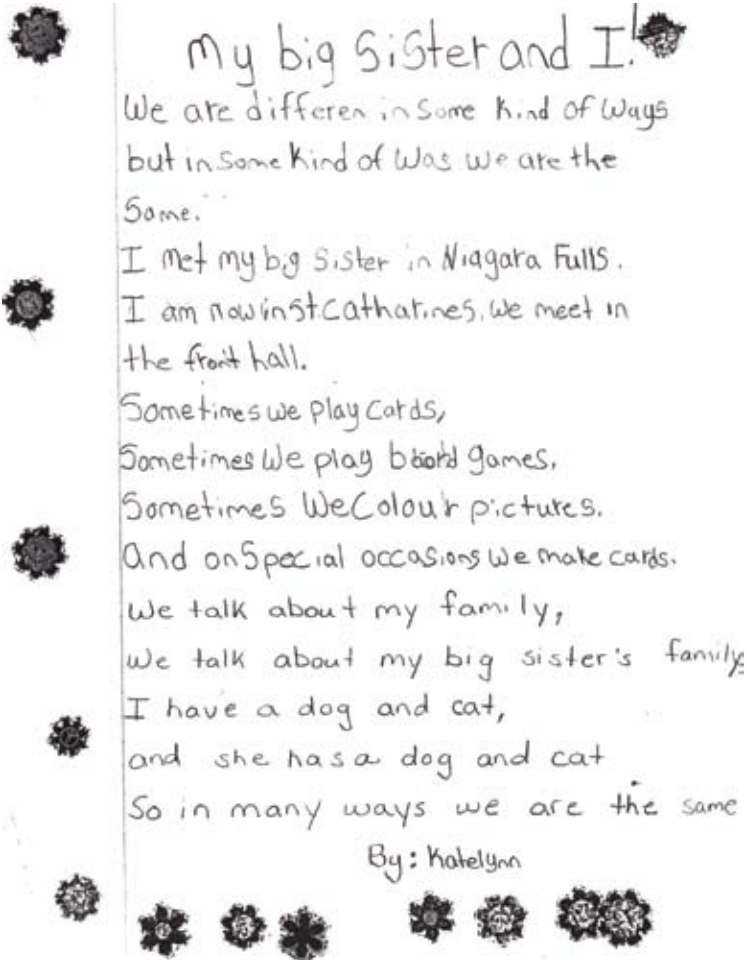 My big Sister and I!
We are differen in Some kind of Ways
but in Some kind of Was we are the
Same.
I met my big sister in Niagara Falls.
I am now in St. Catharines. We meet in
the front hall.
Sometimes we play Cards,
Sometimes We play board games,
Sometimes We Colour pictures.
And on Special occasions We make cards.
We talk about my family,
We talk about my big sister's family
I have a dog and cat,
and she has a dog and cat
So in many ways we are the same
By: Katelynn